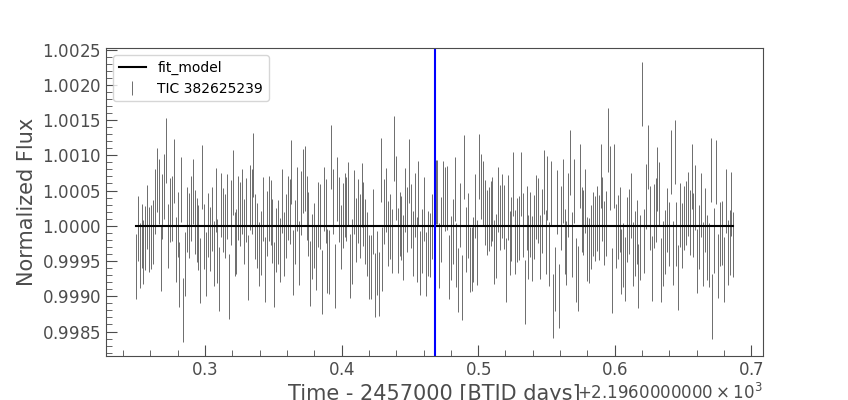 1.0025
1.0020
1.0015
1.0010
1.0005
1.0000
0.9995
0.9990
0.9985
Normalized Flux
fit_model
TIC 382625239
0.3
0.4
0.5
0.6
0.7
Time - 2457000 [BTJD days]
+2.1960000000 × 10³